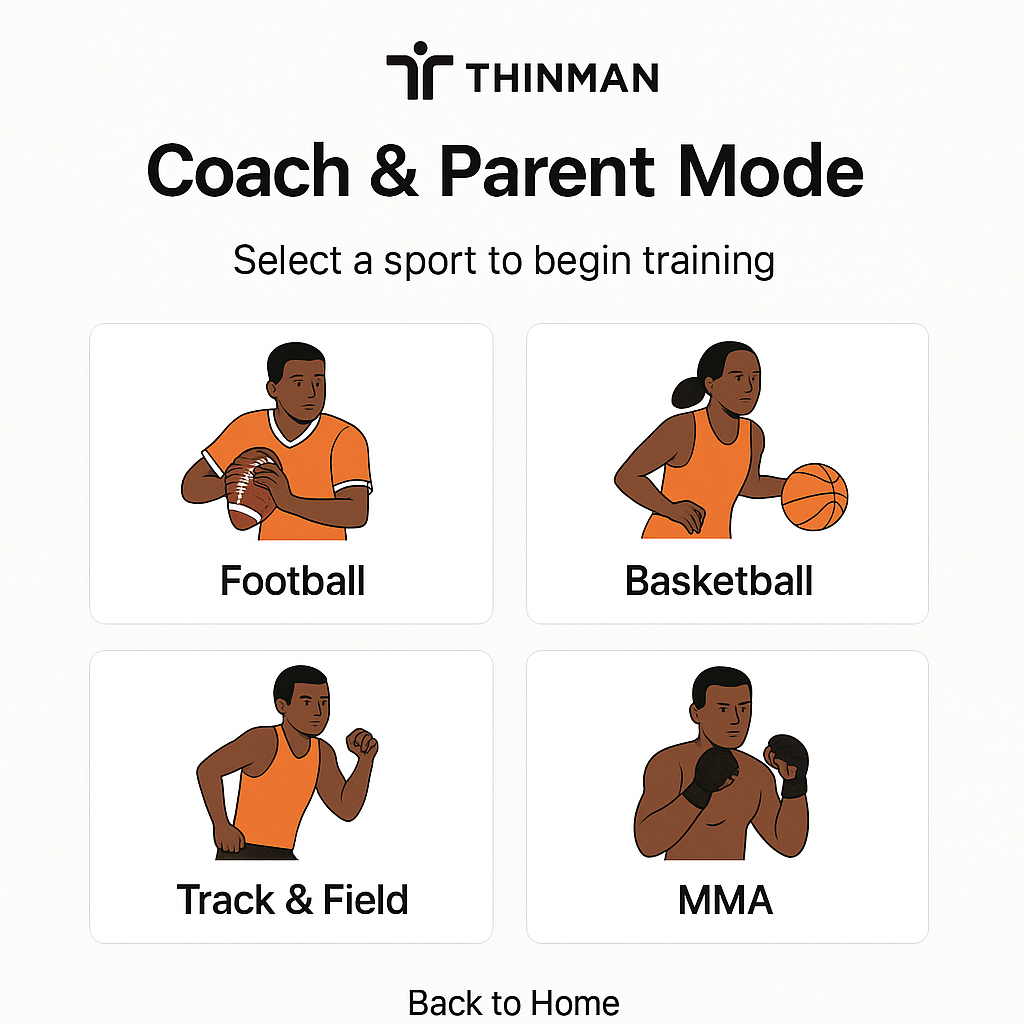 THINMAN
Coach & Parent Mode
Select a sport to begin training
Football
Basketball
Track & Field
MMA
Back to Home